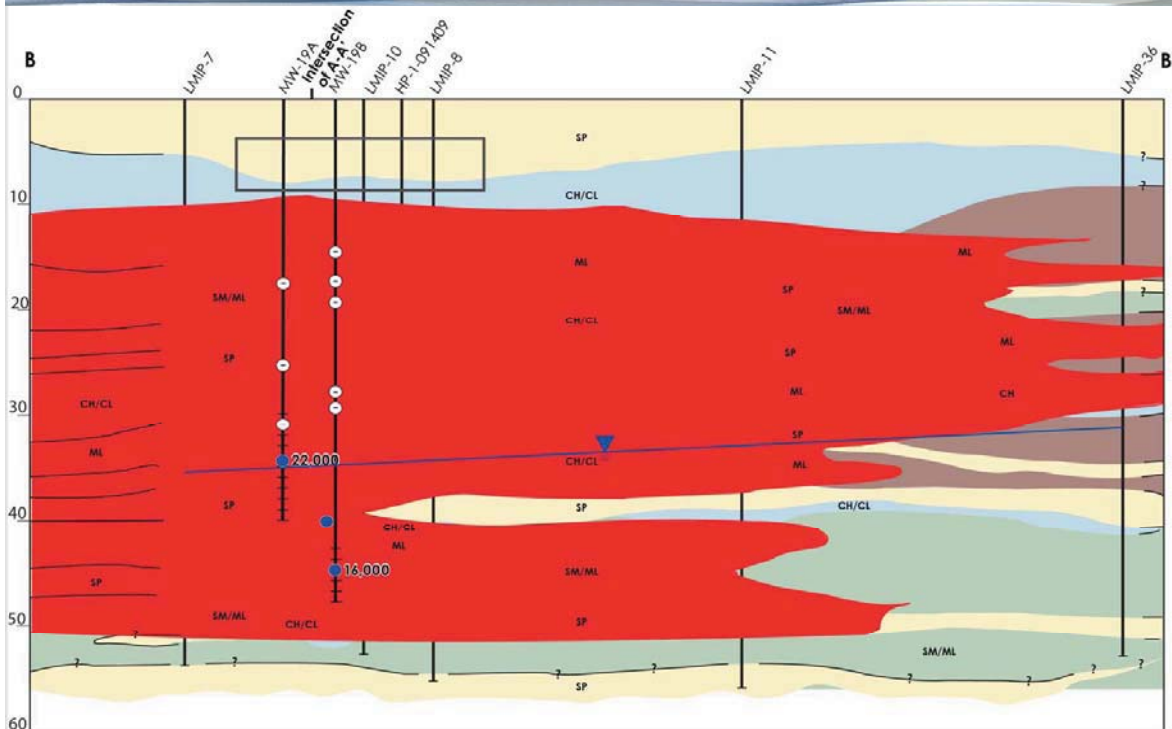 B
LMIP-7
MW-19A
Intersection
of A-A'
MW-19B
LMIP-10
HP-1-091409
LMIP-8
LMIP-11
LMIP-36
B
0
SP
?
?
CH/CL
10
ML
ML
SP
?
SM/ML
20
SM/ML
CH/CL
ML
SP
SP
ML
CH
CH/CL
30
SP
ML
22,000
CH/CL
ML
SP
SP
CH/CL
40
CH/CL
ML
16,000
SM/ML
SP
SM/ML
CH/CL
SP
50
?
SM/ML
?
?
?
?
?
?
?
?
SP
60